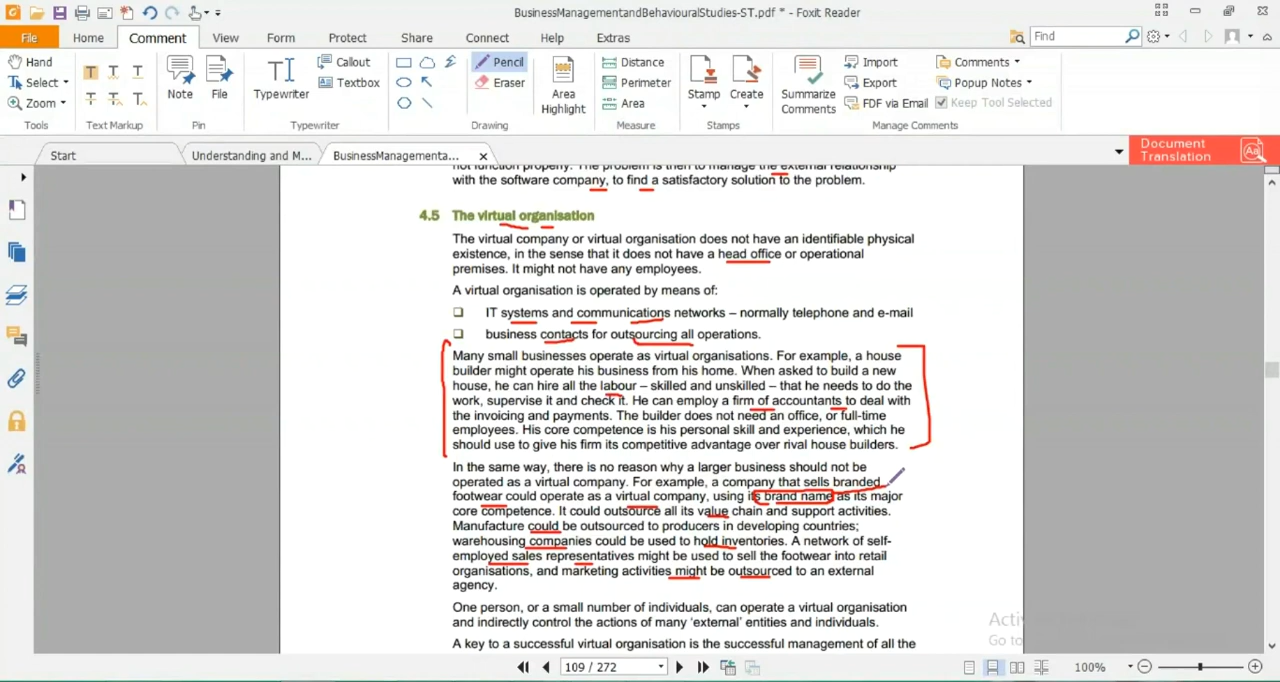 BusinessManagementandBehaviouralStudies-ST.pdf * - Foxit Reader
File Home Comment View Form Protect Share Connect Help Extras Find
Hand Callout Pencil Distance Import Comments
Select Textbox Eraser Perimeter Export Popup Notes
Zoom Note File Typewriter Area Highlight Area Stamp Create Summarize Comments FDF via Email Keep Tool Selected
Tools Text Markup Pin Typewriter Drawing Measure Stamps Manage Comments
Start Understanding and M... BusinessManagementa... Document Translation
not function properly. The problem is then to manage the external relationship
with the software company, to find a satisfactory solution to the problem.
4.5 The virtual organisation
The virtual company or virtual organisation does not have an identifiable physical
existence, in the sense that it does not have a head office or operational
premises. It might not have any employees.
A virtual organisation is operated by means of:
❑ IT systems and communications networks – normally telephone and e-mail
❑ business contacts for outsourcing all operations.
Many small businesses operate as virtual organisations. For example, a house
builder might operate his business from his home. When asked to build a new
house, he can hire all the labour – skilled and unskilled – that he needs to do the
work, supervise it and check it. He can employ a firm of accountants to deal with
the invoicing and payments. The builder does not need an office, or full-time
employees. His core competence is his personal skill and experience, which he
should use to give his firm its competitive advantage over rival house builders.
In the same way, there is no reason why a larger business should not be
operated as a virtual company. For example, a company that sells branded
footwear could operate as a virtual company, using its brand name as its major
core competence. It could outsource all its value chain and support activities.
Manufacture could be outsourced to producers in developing countries;
warehousing companies could be used to hold inventories. A network of self-
employed sales representatives might be used to sell the footwear into retail
organisations, and marketing activities might be outsourced to an external
agency.
One person, or a small number of individuals, can operate a virtual organisation
and indirectly control the actions of many ‘external’ entities and individuals.
A key to a successful virtual organisation is the successful management of all the
Go to
109 / 272 100%